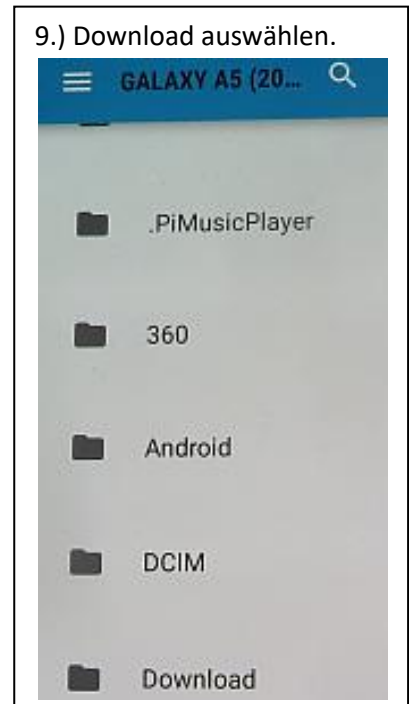 9.) Download auswählen.
GALAXY A5 (20...
.PiMusicPlayer
360
Android
DCIM
Download